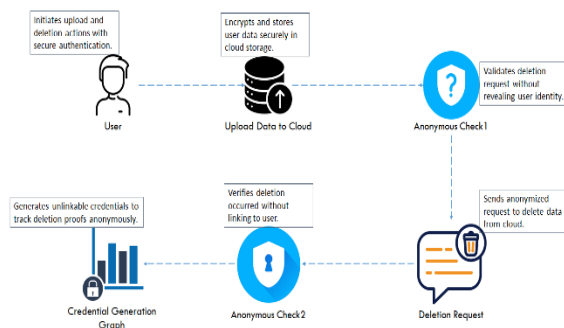 Initiates upload and
deletion actions with
secure authentication.
Encrypts and stores
user data securely in
cloud storage.
Validates deletion
request without
revealing user identity.
User
Upload Data to Cloud
Anonymous Check1
Generates unlinkable credentials to
track deletion proofs anonymously.
Verifies deletion
occurred without
linking to user.
Sends anonymized
request to delete data
from cloud.
Credential Generation
Graph
Anonymous Check2
Deletion Request